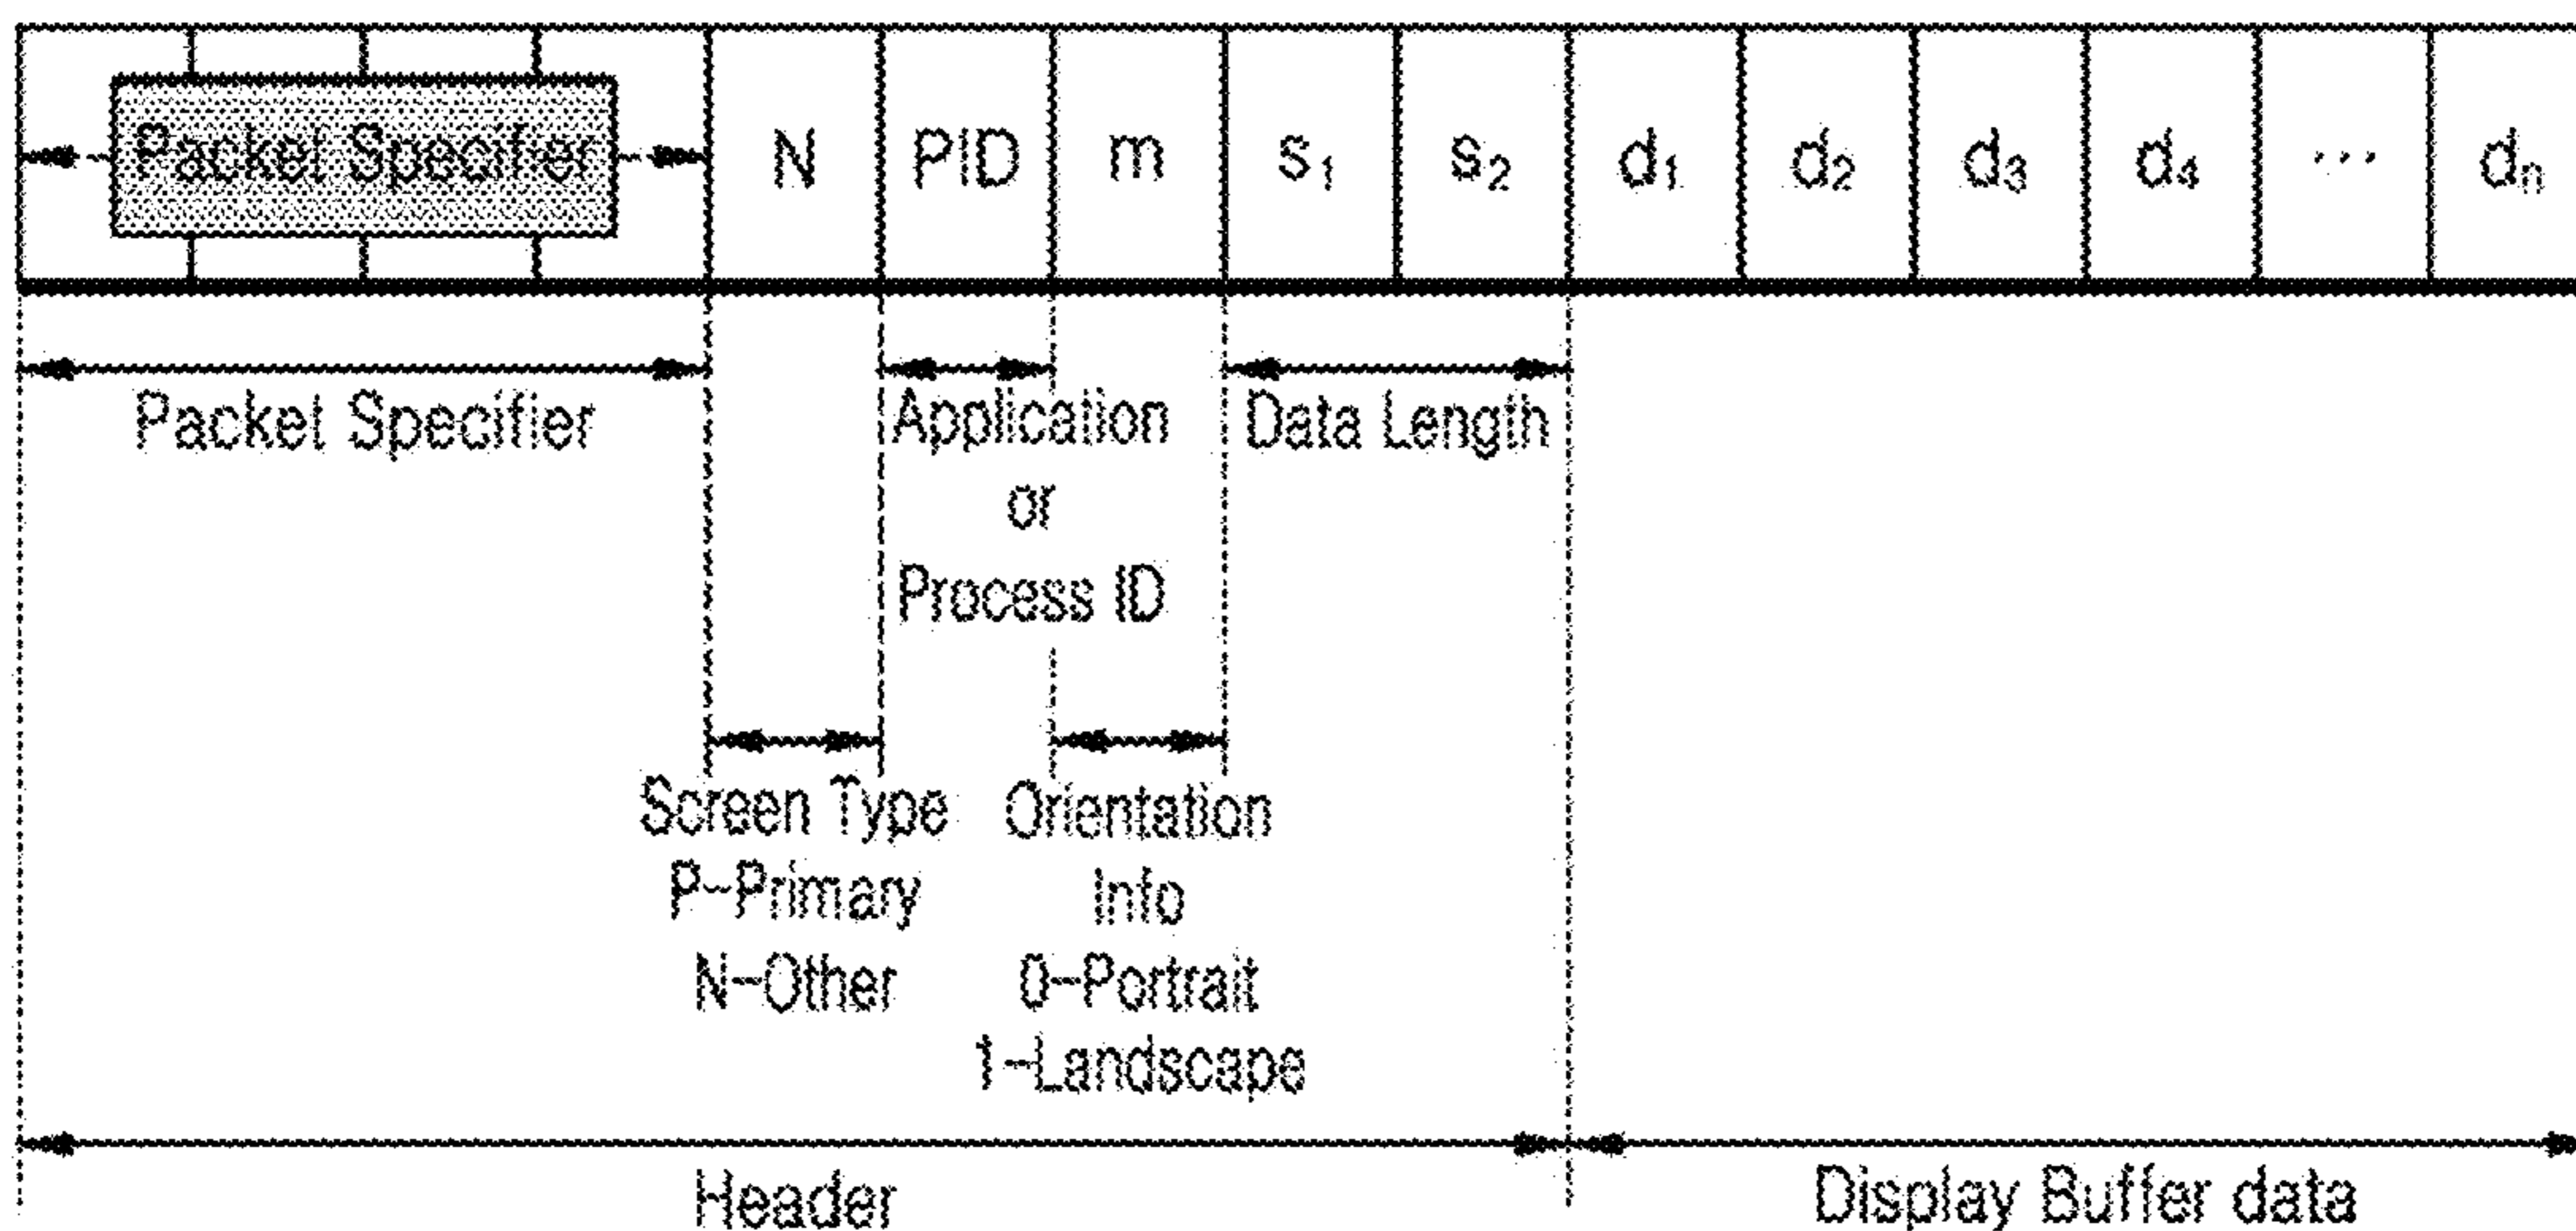 Packet Specifier N PID m s₁ s₂ d₁ d₂ d₃ d₄ ... dₙ
Packet Specifier
Application
or
Process ID
Data Length
Screen Type
P-Primary
N-Other
Orientation
Info
0-Portrait
1-Landscape
Header
Display Buffer data